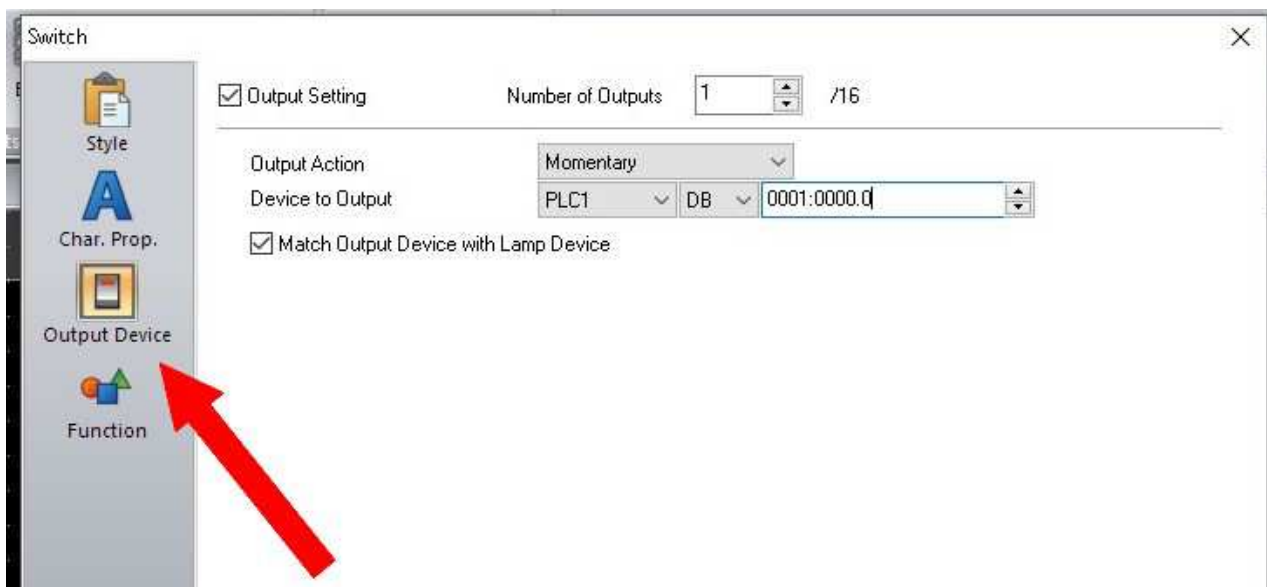 Switch
Style
Char. Prop.
Output Device
Function
Output Setting Number of Outputs 1 /16
Output Action Momentary
Device to Output PLC1 DB 0001:0000.0
Match Output Device with Lamp Device